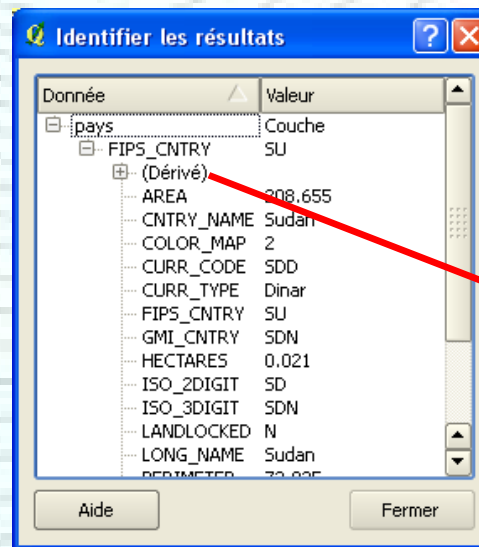 Identifier les résultats
Donnée Valeur
pays Couche
FIPS_CNTRY SU
(Dérivé)
AREA 208.655
CNTRY_NAME Sudan
COLOR_MAP 2
CURR_CODE SDD
CURR_TYPE Dinar
FIPS_CNTRY SU
GMI_CNTRY SDN
HECTARES 0.021
ISO_2DIGIT SD
ISO_3DIGIT SDN
LANDLOCKED N
LONG_NAME Sudan
PERIMETER
Aide Fermer